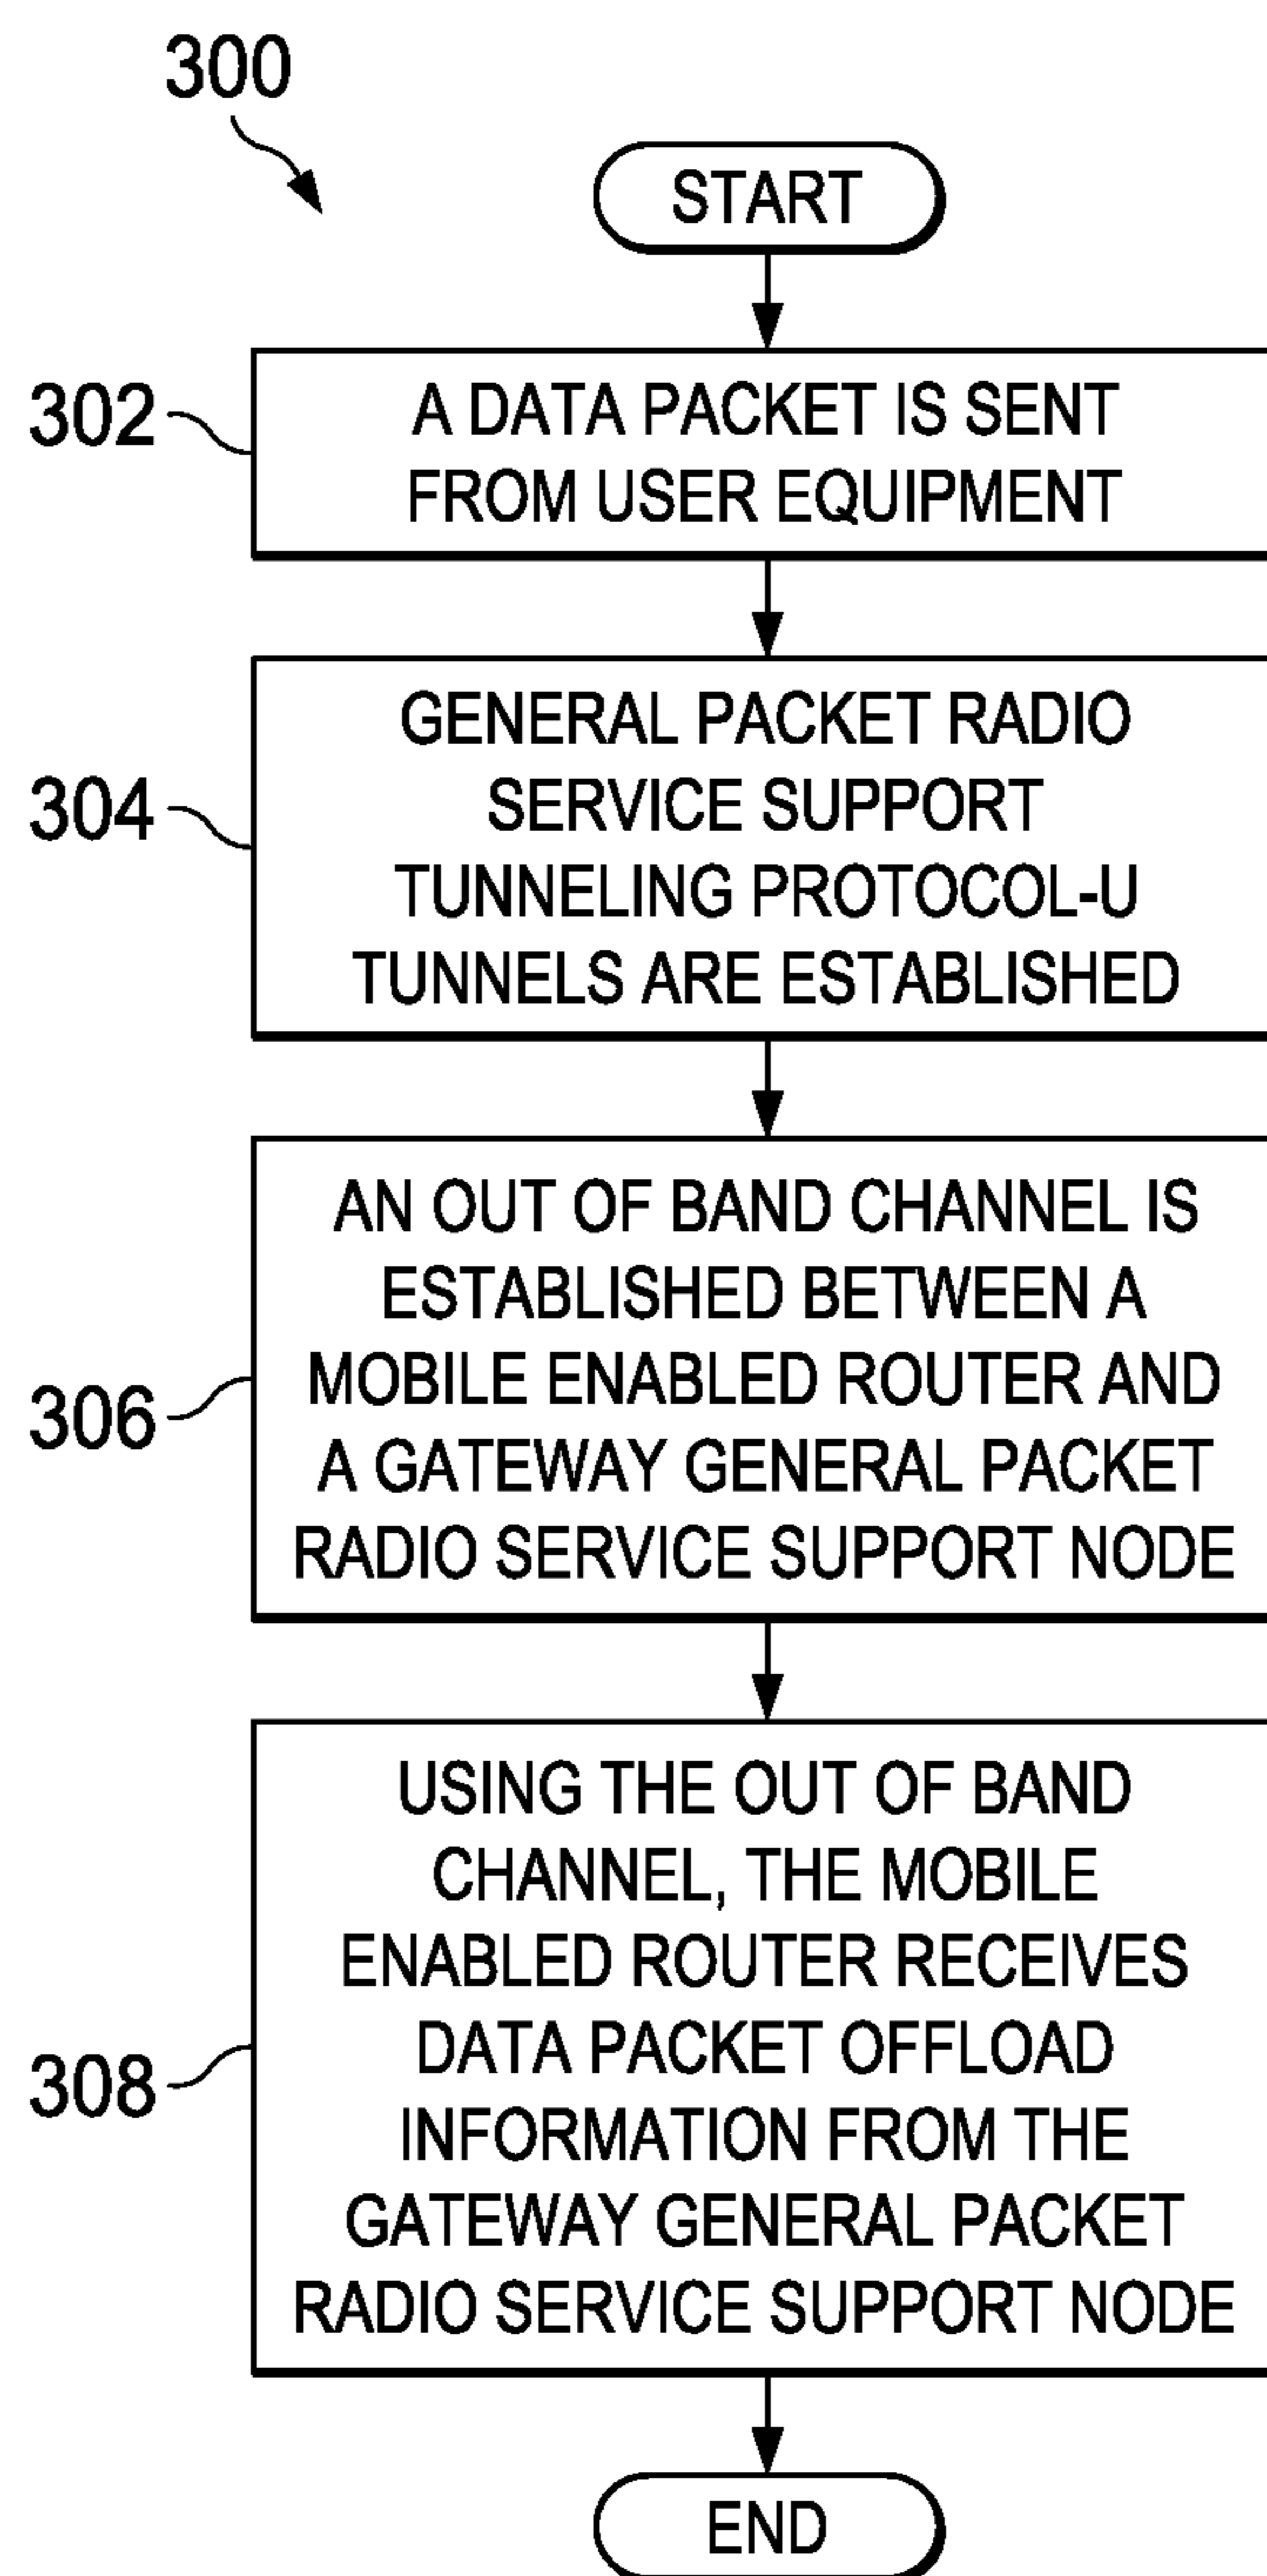 300
START
302
A DATA PACKET IS SENT
FROM USER EQUIPMENT
304
GENERAL PACKET RADIO
SERVICE SUPPORT
TUNNELING PROTOCOL-U
TUNNELS ARE ESTABLISHED
306
AN OUT OF BAND CHANNEL IS
ESTABLISHED BETWEEN A
MOBILE ENABLED ROUTER AND
A GATEWAY GENERAL PACKET
RADIO SERVICE SUPPORT NODE
308
USING THE OUT OF BAND
CHANNEL, THE MOBILE
ENABLED ROUTER RECEIVES
DATA PACKET OFFLOAD
INFORMATION FROM THE
GATEWAY GENERAL PACKET
RADIO SERVICE SUPPORT NODE
END